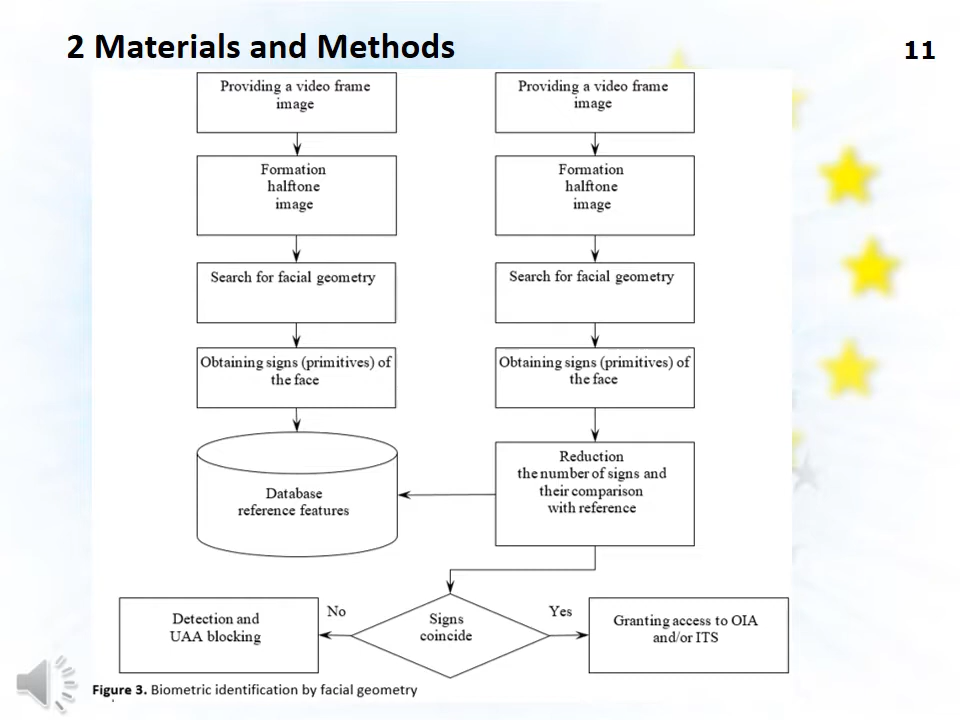 2 Materials and Methods
11
Providing a video frame
image
Formation
halftone
image
Search for facial geometry
Obtaining signs (primitives) of
the face
Database
reference features
Providing a video frame
image
Formation
halftone
image
Search for facial geometry
Obtaining signs (primitives) of
the face
Reduction
the number of signs and
their comparison
with reference
Detection and
UAA blocking
No
Signs
coincide
Yes
Granting access to OIA
and/or ITS
Figure 3. Biometric identification by facial geometry